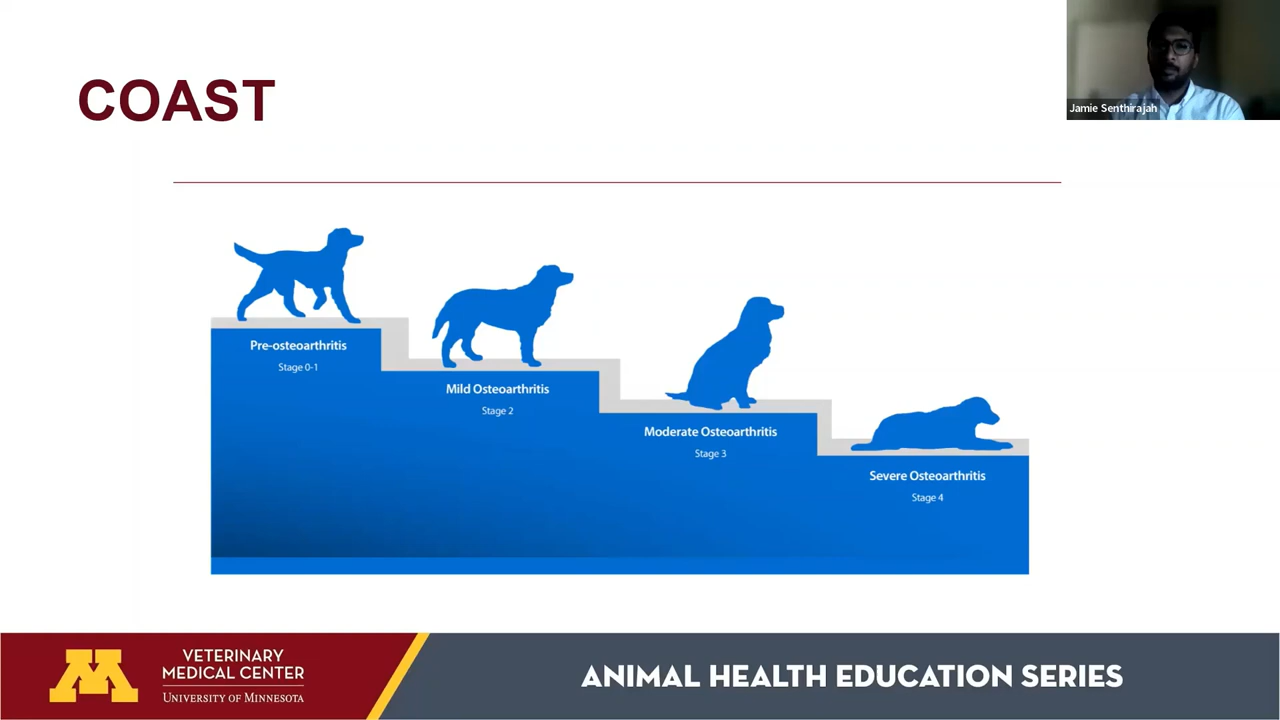 COAST
Jamie Senthirajah
Pre-osteoarthritis
Stage 0-1
Mild Osteoarthritis
Stage 2
Moderate Osteoarthritis
Stage 3
Severe Osteoarthritis
Stage 4
M
VETERINARY
MEDICAL CENTER
UNIVERSITY OF MINNESOTA
ANIMAL HEALTH EDUCATION SERIES